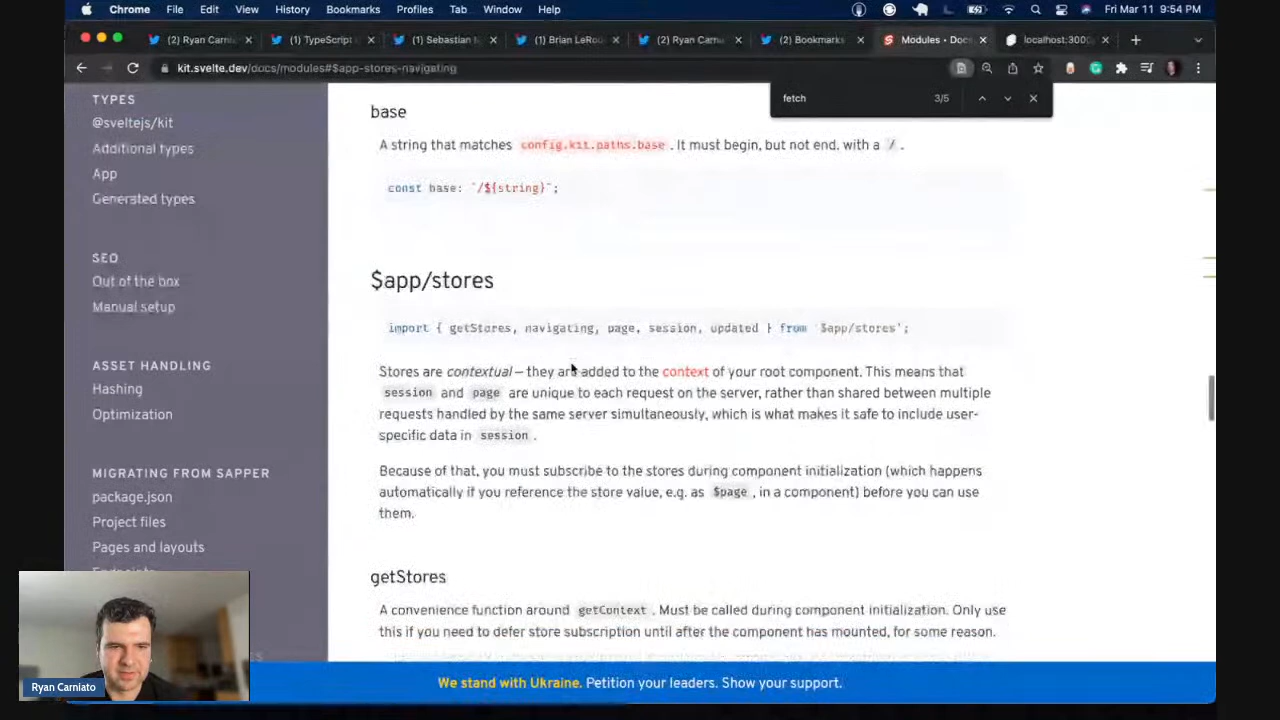 Chrome File Edit View History Bookmarks Profiles Tab Window Help Fri Mar 11 9:54 PM
(2) Ryan Carnia (1) TypeScript (1) Sebastian (1) Brian LeRou (2) Ryan Carnia (2) Bookmarks Modules • Docs localhost:3000
kit.svelte.dev/docs/modules#$app-stores-navigating
fetch 3/5
TYPES
@sveltejs/kit
Additional types
App
Generated types
SEO
Out of the box
Manual setup
ASSET HANDLING
Hashing
Optimization
MIGRATING FROM SAPPER
package.json
Project files
Pages and layouts
Endpoints
base
A string that matches config.kit.paths.base. It must begin, but not end. with a /.
const base: `/${string}`;
$app/stores
import { getStores, navigating, page, session, updated } from '$app/stores';
Stores are contextual — they are added to the context of your root component. This means that
session and page are unique to each request on the server, rather than shared between multiple
requests handled by the same server simultaneously, which is what makes it safe to include user-
specific data in session.
Because of that, you must subscribe to the stores during component initialization (which happens
automatically if you reference the store value, e.g. as $page, in a component) before you can use
them.
getStores
A convenience function around getContext. Must be called during component initialization. Only use
this if you need to defer store subscription until after the component has mounted, for some reason.
We stand with Ukraine. Petition your leaders. Show your support.
Ryan Carniato